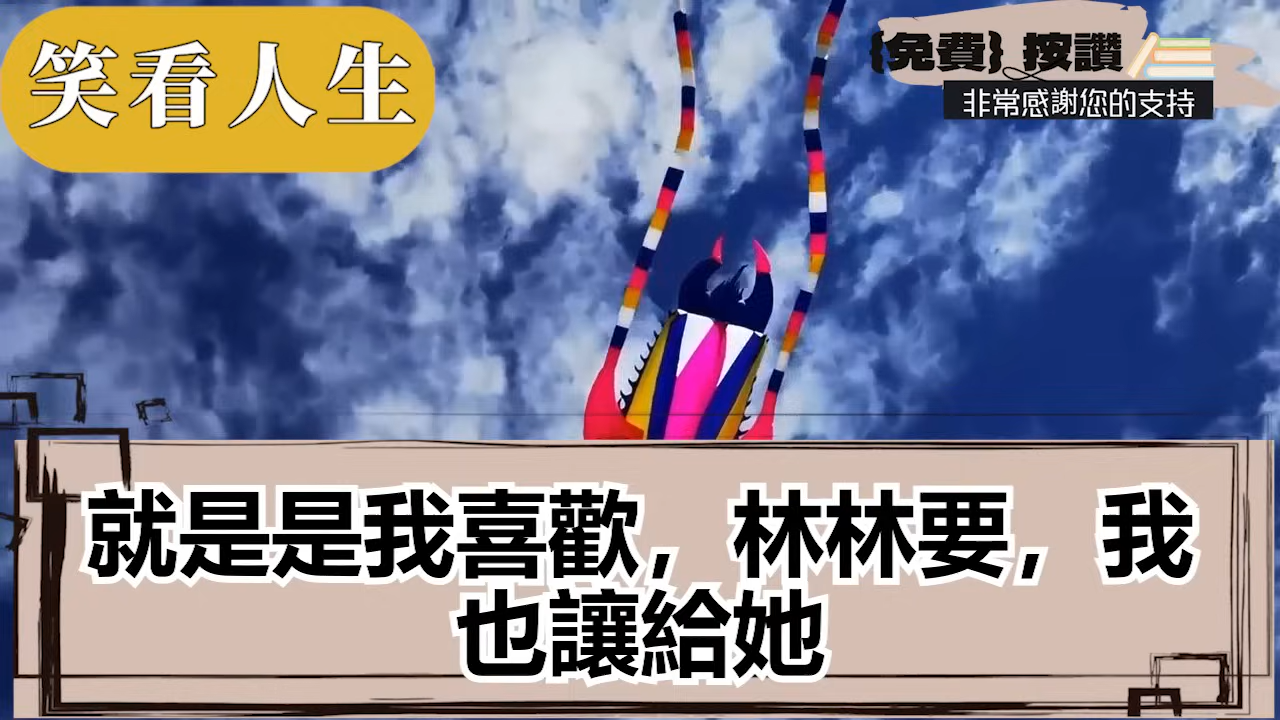 笑看人生
{免費} 按讚
非常感謝您的支持
就是是我喜歡，林林要，我
也讓給她